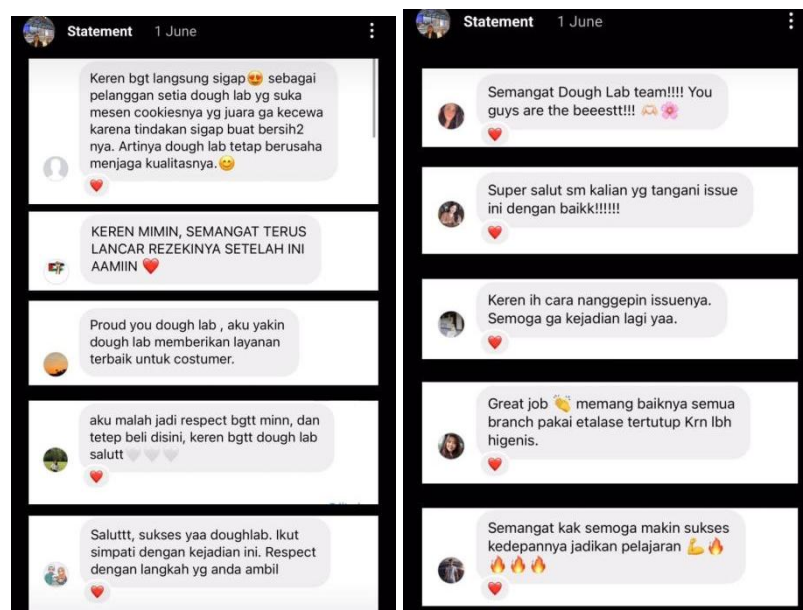 Statement 1 June
Keren bgt langsung sigap😍 sebagai
pelanggan setia dough lab yg suka
mesen cookiesnya yg juara ga kecewa
karena tindakan sigap buat bersih2
nya. Artinya dough lab tetap berusaha
menjaga kualitasnya.😊
KEREN MIMIN, SEMANGAT TERUS
LANCAR REZEKINYA SETELAH INI
AAMIIN ❤️
Proud you dough lab , aku yakin
dough lab memberikan layanan
terbaik untuk costumer.
aku malah jadi respect bgtt minn, dan
tetep beli disini, keren bgtt dough lab
salutt🤍🤍🤍
Saluttt, sukses yaa doughlab. Ikut
simpati dengan kejadian ini. Respect
dengan langkah yg anda ambil
Statement 1 June
Semangat Dough Lab team!!!! You
guys are the beeestt!!! 🫶🏻🌸
Super salut sm kalian yg tangani issue
ini dengan baikk!!!!!!
Keren ih cara nanggepin issuenya.
Semoga ga kejadian lagi yaa.
Great job 👏 memang baiknya semua
branch pakai etalase tertutup Krn lbh
higenis.
Semangat kak semoga makin sukses
kedepannya jadikan pelajaran 💪🔥
🔥🔥🔥